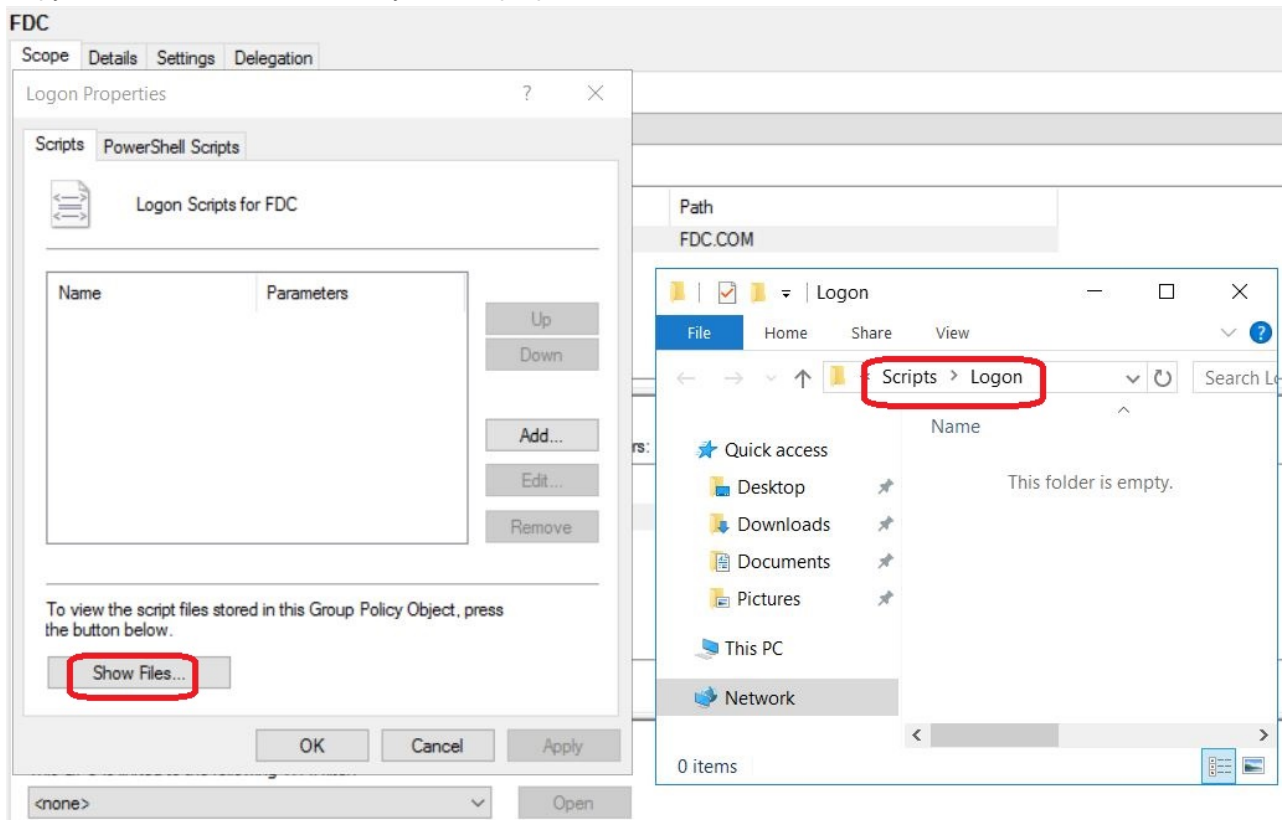 FDC
Scope Details Settings Delegation
Logon Properties ? ×
Scripts PowerShell Scripts
Logon Scripts for FDC
Name Parameters
Up
Down
Add...
Edit...
Remove
To view the script files stored in this Group Policy Object, press
the button below.
Show Files...
OK Cancel Apply
<none> Open
Path
FDC.COM
rs:
Logon
File Home Share View
Scripts > Logon
Search
Name
This folder is empty.
Quick access
Desktop
Downloads
Documents
Pictures
This PC
Network
0 items